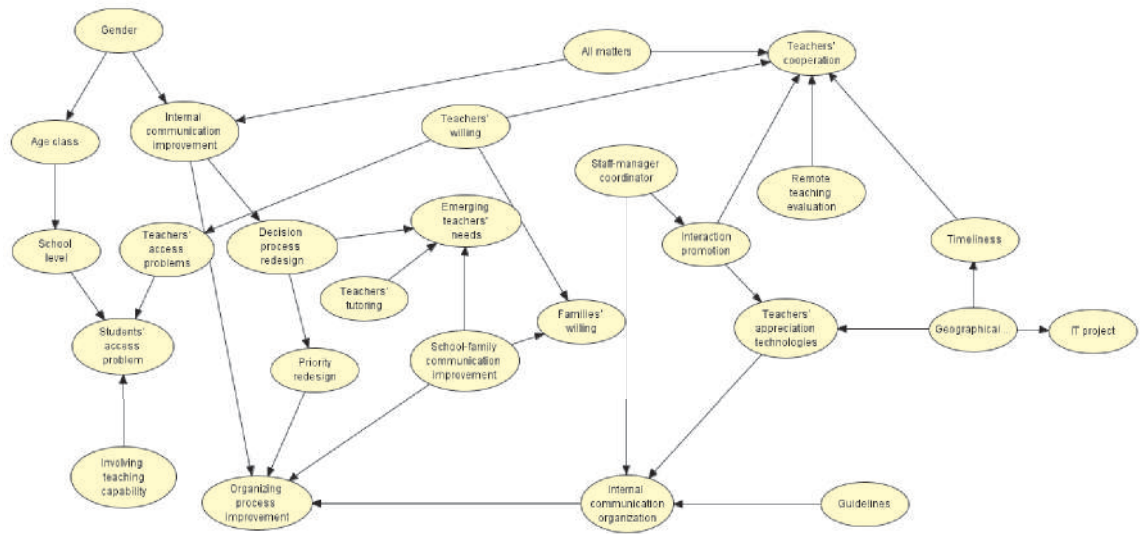 Gender
All matters
Teachers'
cooperation
Age class
Internal
communication
improvement
Teachers'
willing
Staff-manager
coordinator
Remote
teaching
evaluation
School
level
Teachers'
access
problems
Decision
process
redesign
Emerging
teachers'
needs
Interaction
promotion
Timeliness
Teachers'
tutoring
Families'
willing
Students'
access
problem
Priority
redesign
School-family
communication
improvement
Teachers'
appreciation
technologies
Geographical ...
IT project
Involving
teaching
capability
Organizing
process
improvement
Internal
communication
organization
Guidelines